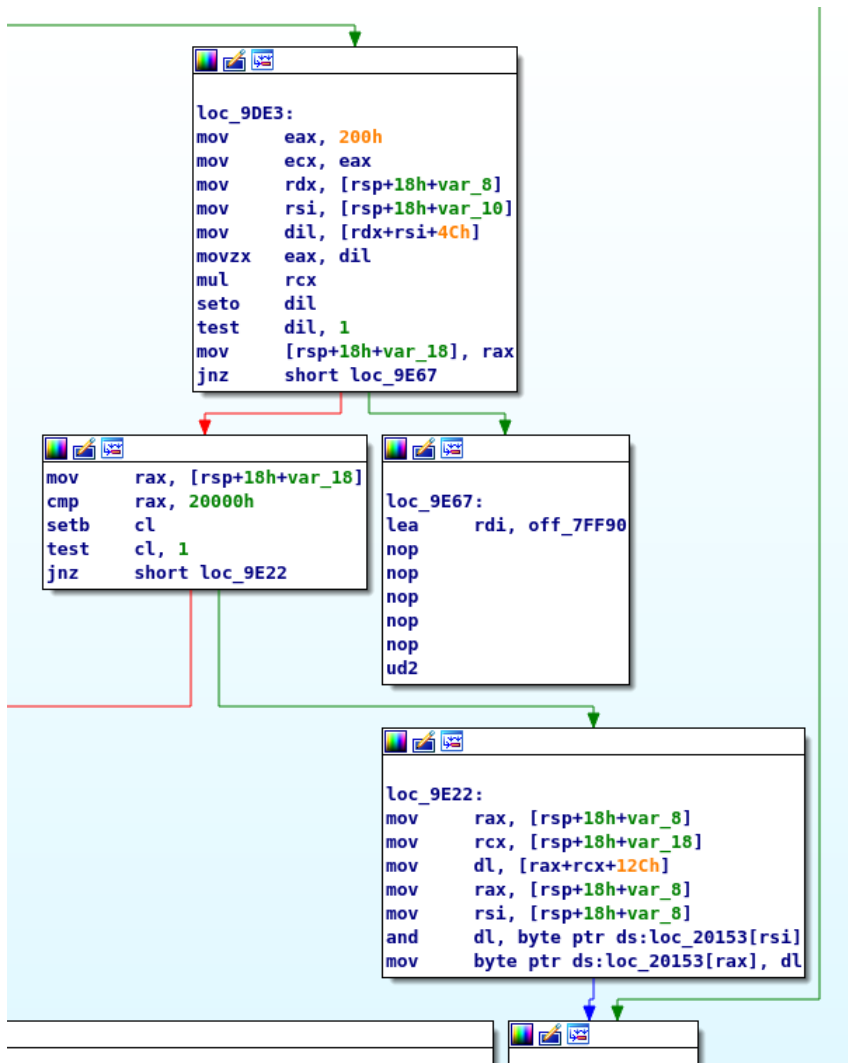 loc_9DE3:
mov eax, 200h
mov ecx, eax
mov rdx, [rsp+18h+var_8]
mov rsi, [rsp+18h+var_10]
mov dil, [rdx+rsi+4Ch]
movzx eax, dil
mul rcx
seto dil
test dil, 1
mov [rsp+18h+var_18], rax
jnz short loc_9E67
mov rax, [rsp+18h+var_18]
cmp rax, 20000h
setb cl
test cl, 1
jnz short loc_9E22
loc_9E67:
lea rdi, off_7FF90
nop
nop
nop
nop
nop
ud2
loc_9E22:
mov rax, [rsp+18h+var_8]
mov rcx, [rsp+18h+var_18]
mov dl, [rax+rcx+12Ch]
mov rax, [rsp+18h+var_8]
mov rsi, [rsp+18h+var_8]
and dl, byte ptr ds:loc_20153[rsi]
mov byte ptr ds:loc_20153[rax], dl